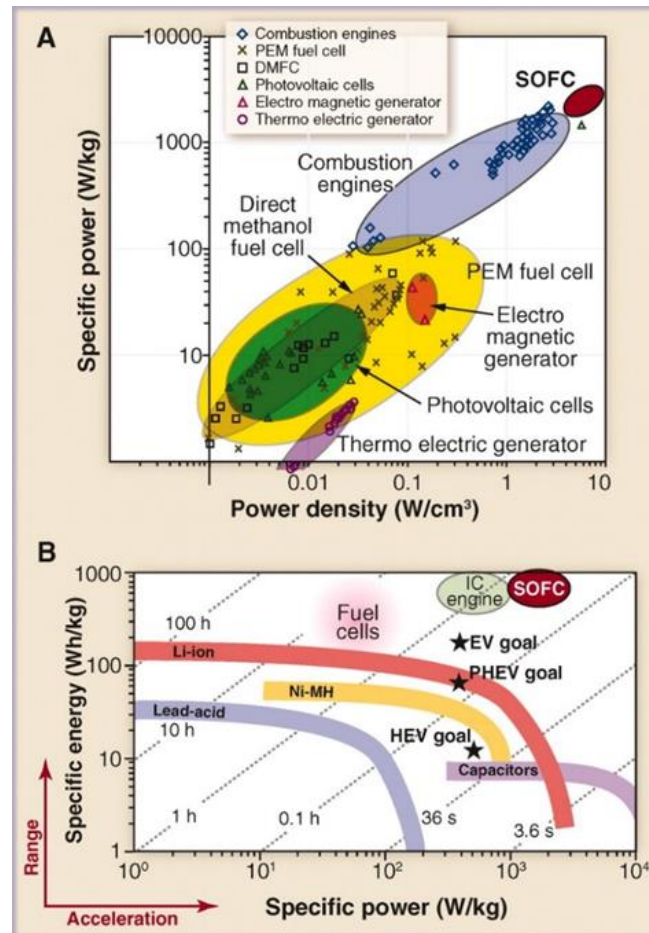 A
Combustion engines
PEM fuel cell
DMFC
Photovoltaic cells
Electro magnetic generator
Thermo electric generator
10000
1000
100
10
Specific power (W/kg)
SOFC
Combustion
engines
Direct
methanol
fuel cell
PEM fuel cell
Electro
magnetic
generator
Photovoltaic cells
Thermo electric generator
0.01
0.1
1
10
Power density (W/cm³)
B
1000
100
10
1
Specific energy (Wh/kg)
100 h
Li-ion
Lead-acid
10 h
1 h
0.1 h
36 s
3.6 s
Fuel
cells
Ni-MH
IC
engine
SOFC
EV goal
PHEV goal
HEV goal
Capacitors
10⁰
10¹
10²
10³
10⁴
Specific power (W/kg)
Range
Acceleration